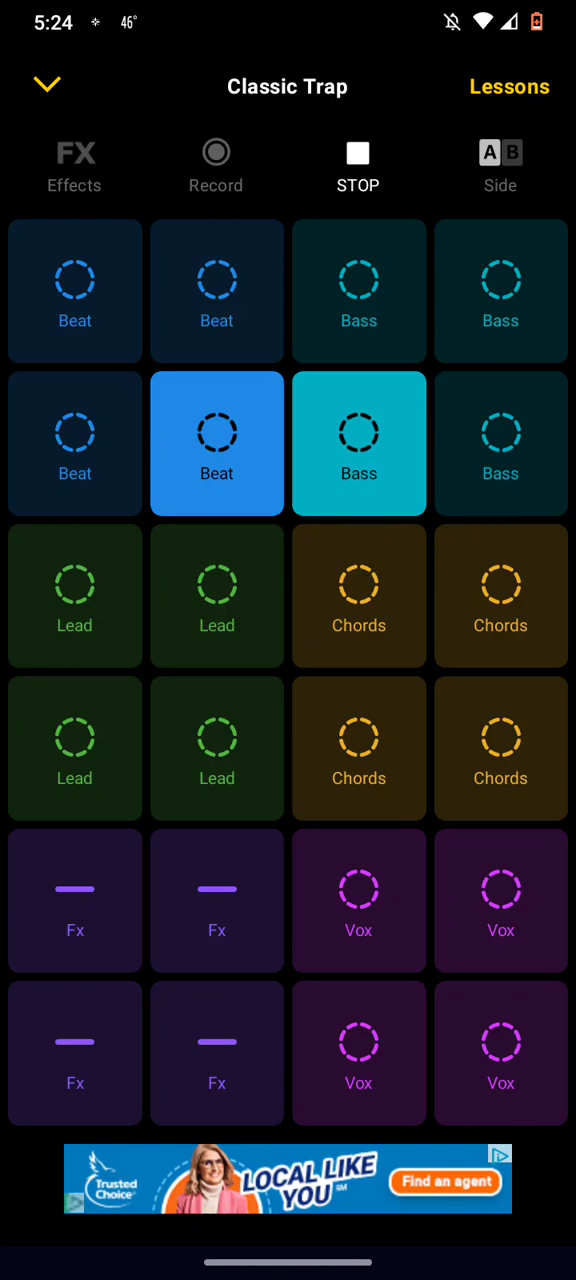 5:24 46°
Classic Trap Lessons
FX A B
Effects Record STOP Side
Beat Beat Bass Bass
Beat Beat Bass Bass
Lead Lead Chords Chords
Lead Lead Chords Chords
Fx Fx Vox Vox
Fx Fx Vox Vox
Trusted
Choice®
LOCAL LIKE
YOU SM
Find an agent